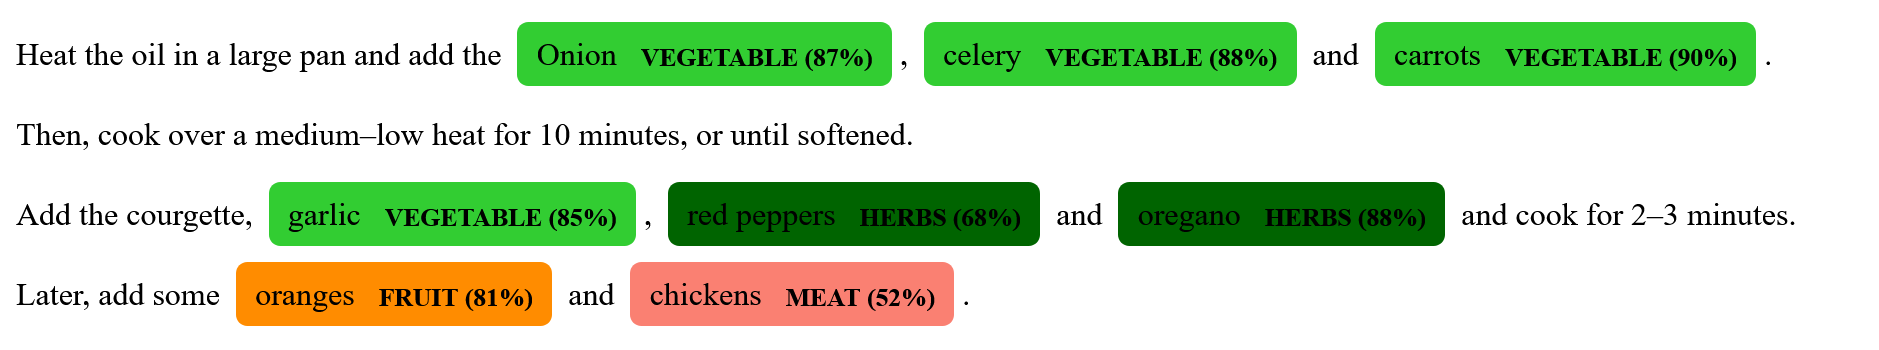 Heat the oil in a large pan and add the Onion VEGETABLE (87%) , celery VEGETABLE (88%) and carrots VEGETABLE (90%) .
Then, cook over a medium–low heat for 10 minutes, or until softened.
Add the courgette, garlic VEGETABLE (85%) , red peppers HERBS (68%) and oregano HERBS (88%) and cook for 2–3 minutes.
Later, add some oranges FRUIT (81%) and chickens MEAT (52%) .